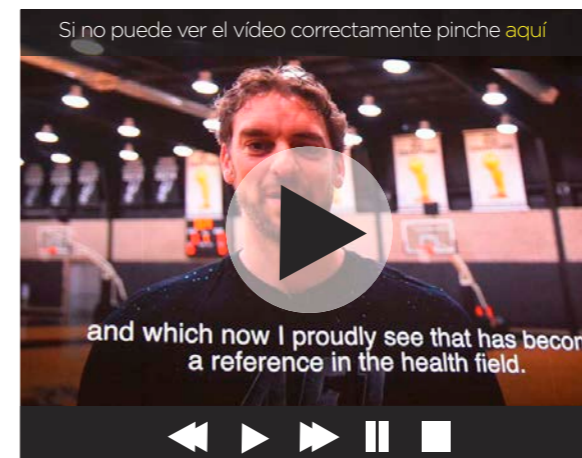 Si no puede ver el vídeo correctamente pinche aquí
and which now I proudly see that has becom
a reference in the health field.